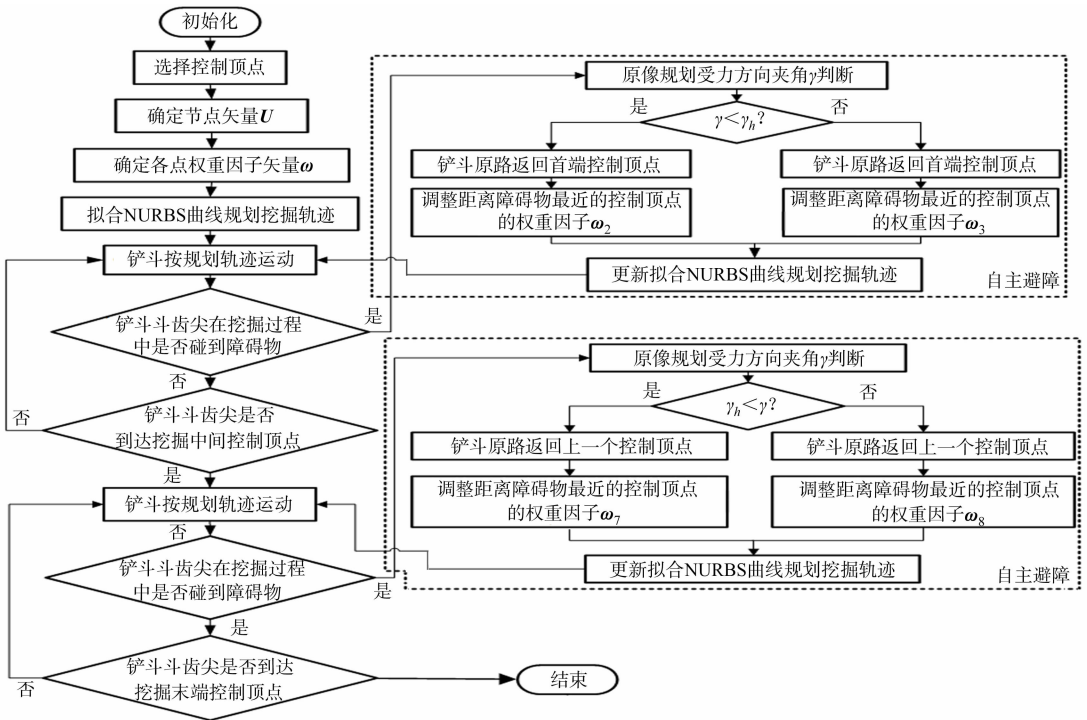 初始化
选择控制顶点
确定节点矢量U
确定各点权重因子矢量ω
拟合NURBS曲线规划挖掘轨迹
铲斗按规划轨迹运动
铲斗斗齿尖在挖掘过程
中是否碰到障碍物
是
否
铲斗斗齿尖是否
到达挖掘中间控制顶点
否
是
铲斗按规划轨迹运动
否
铲斗斗齿尖在挖掘过程
中是否碰到障碍物
是
是
铲斗斗齿尖是否到达
挖掘末端控制顶点
否
结束
原像规划受力方向夹角γ判断
是
γ<γh?
否
铲斗原路返回首端控制顶点
铲斗原路返回首端控制顶点
调整距离障碍物最近的控制顶点
的权重因子ω2
调整距离障碍物最近的控制顶点
的权重因子ω3
更新拟合NURBS曲线规划挖掘轨迹
自主避障
原像规划受力方向夹角γ判断
是
γh<γ?
否
铲斗原路返回上一个控制顶点
铲斗原路返回上一个控制顶点
调整距离障碍物最近的控制顶点
的权重因子ω7
调整距离障碍物最近的控制顶点
的权重因子ω8
更新拟合NURBS曲线规划挖掘轨迹
自主避障